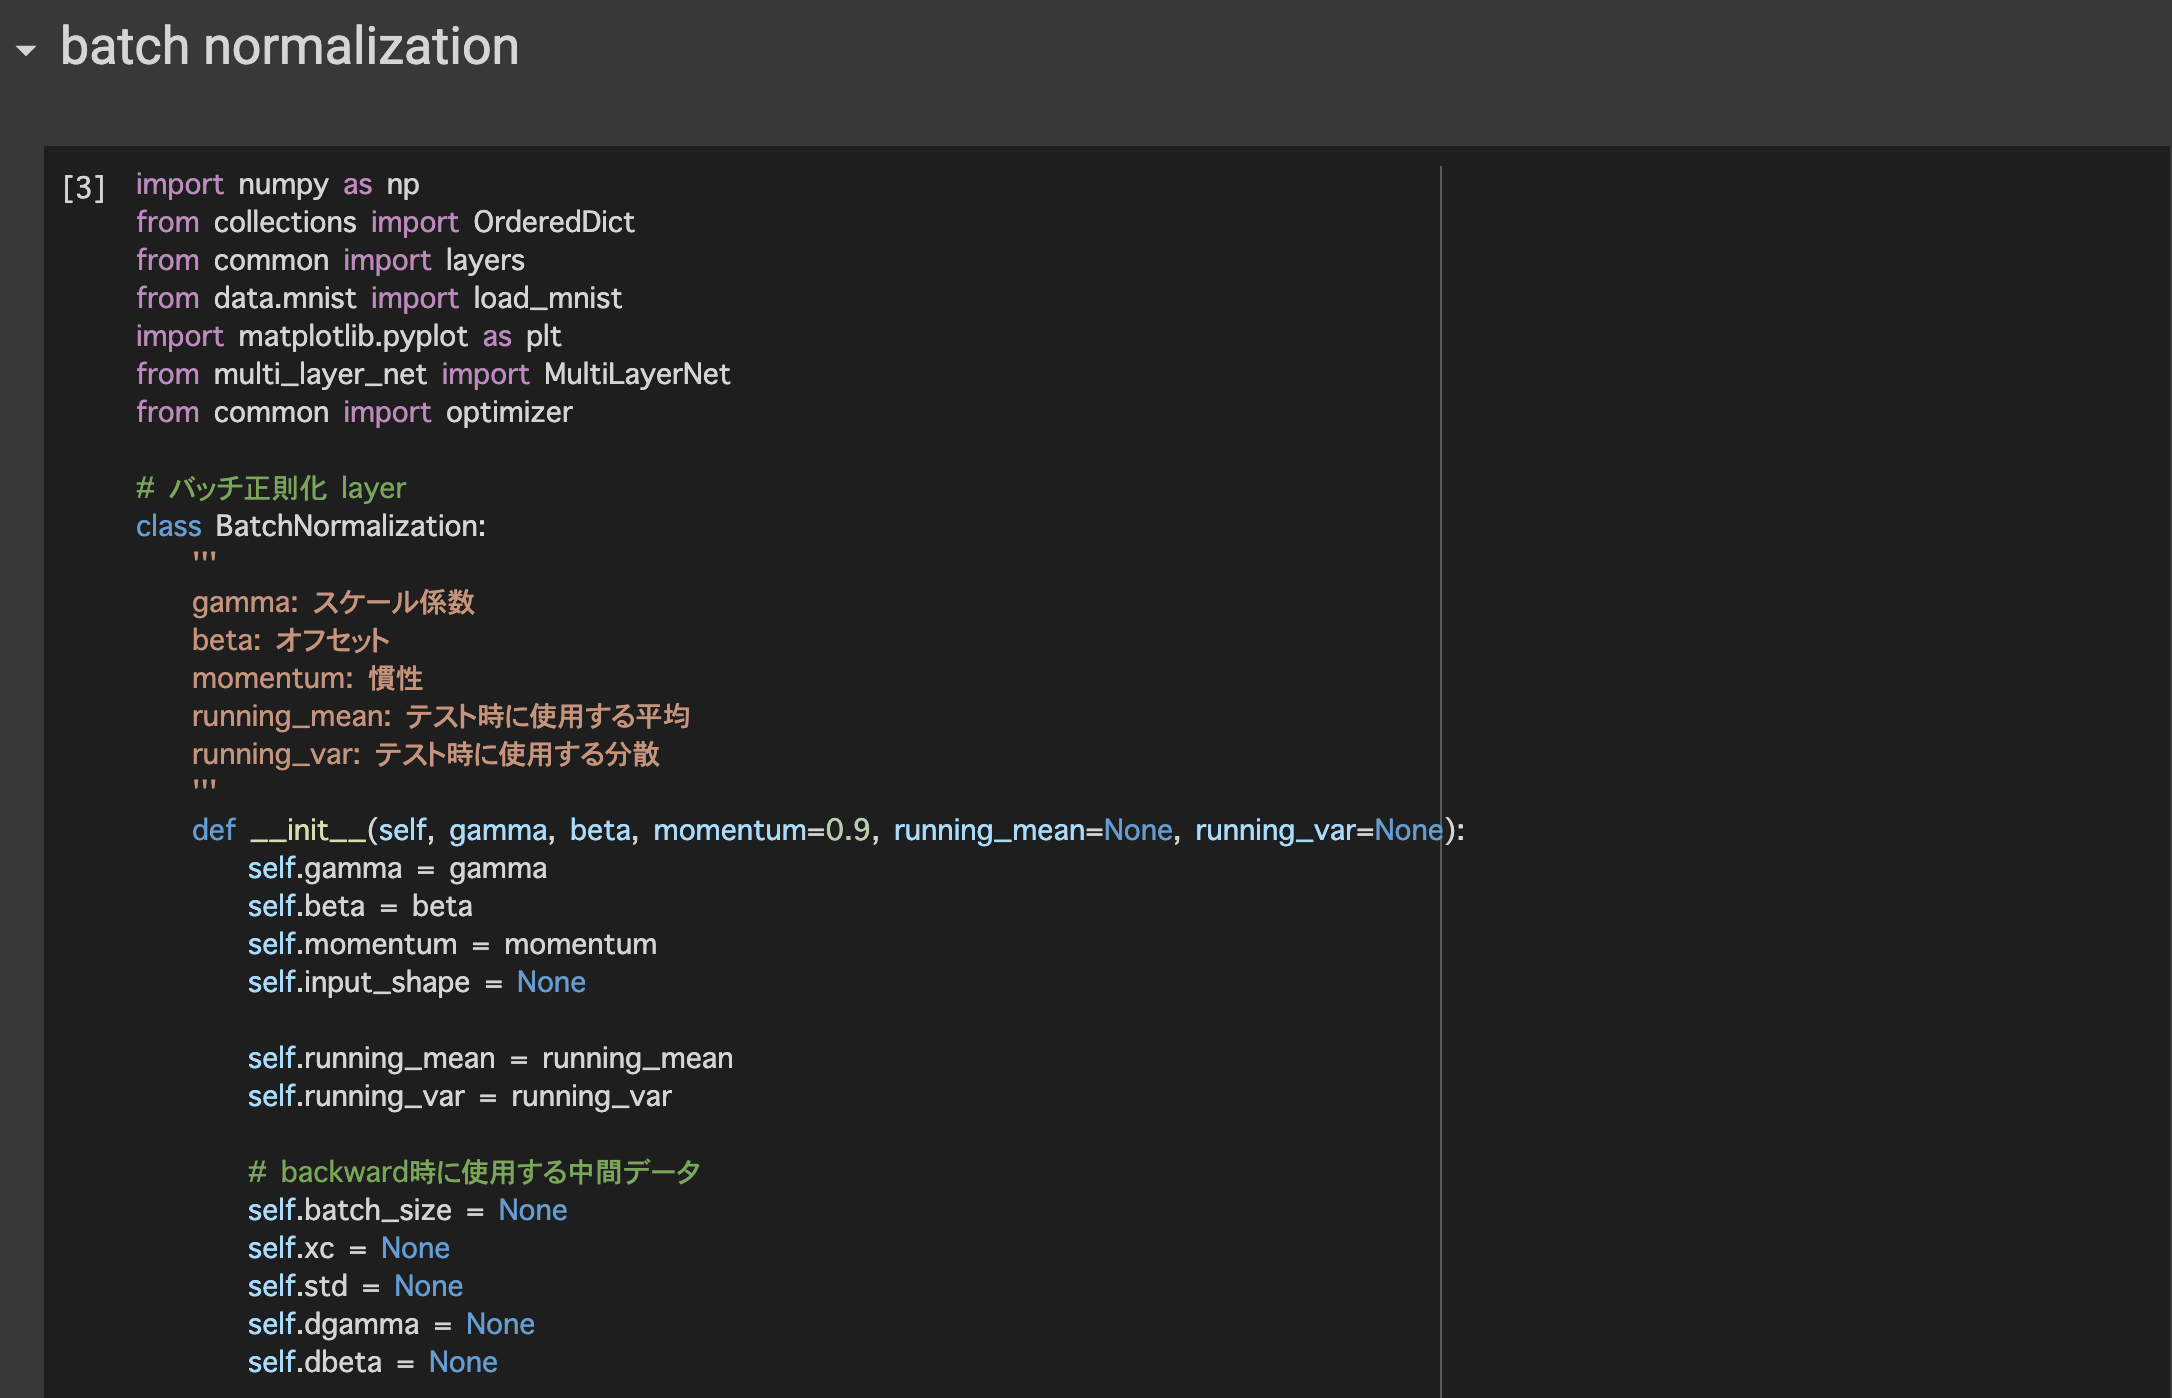 batch normalization
[3]
import numpy as np
from collections import OrderedDict
from common import layers
from data.mnist import load_mnist
import matplotlib.pyplot as plt
from multi_layer_net import MultiLayerNet
from common import optimizer
# バッチ正則化 layer
class BatchNormalization:
'''
gamma: スケール係数
beta: オフセット
momentum: 慣性
running_mean: テスト時に使用する平均
running_var: テスト時に使用する分散
'''
def __init__(self, gamma, beta, momentum=0.9, running_mean=None, running_var=None):
self.gamma = gamma
self.beta = beta
self.momentum = momentum
self.input_shape = None
self.running_mean = running_mean
self.running_var = running_var
# backward時に使用する中間データ
self.batch_size = None
self.xc = None
self.std = None
self.dgamma = None
self.dbeta = None